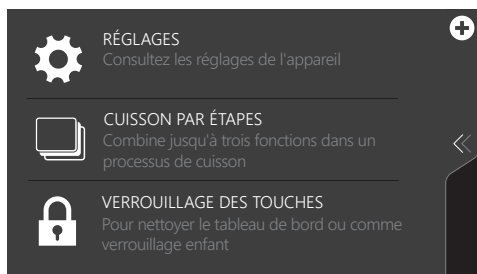 RÉGLAGES
Consultez les réglages de l'appareil
CUISSON PAR ÉTAPES
Combine jusqu'à trois fonctions dans un
processus de cuisson
VERROUILLAGE DES TOUCHES
Pour nettoyer le tableau de bord ou comme
verrouillage enfant